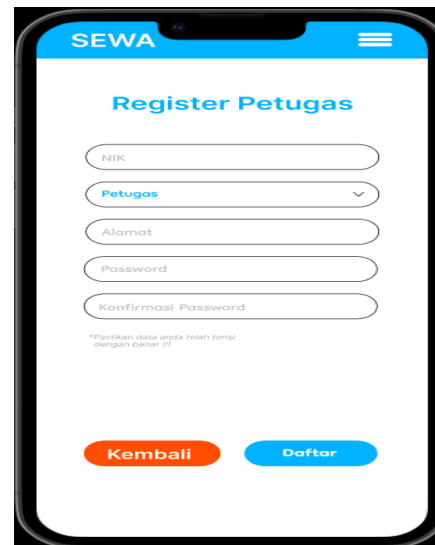 SEWA
Register Petugas
NIK
Petugas
Alamat
Password
Konfirmasi Password
*Pastikan data anda telah terisi
dengan benar !!!
Kembali
Daftar